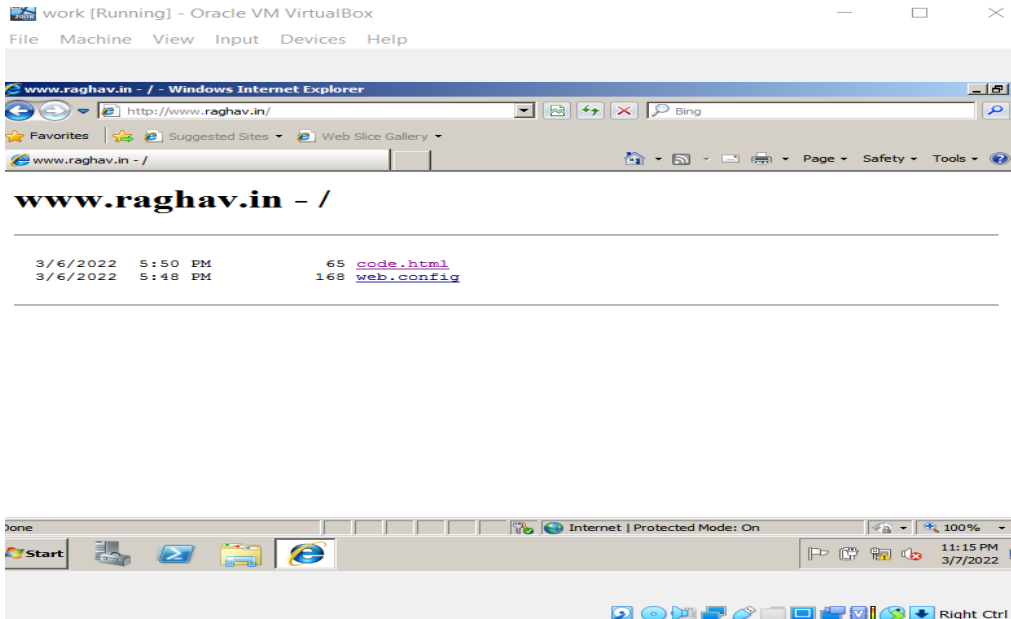 work [Running] - Oracle VM VirtualBox
File Machine View Input Devices Help
www.raghav.in - / - Windows Internet Explorer
http://www.raghav.in/ Bing
Favorites Suggested Sites Web Slice Gallery
www.raghav.in - / Page Safety Tools
www.raghav.in - /
3/6/2022 5:50 PM 65 code.html
3/6/2022 5:48 PM 168 web.config
Done Internet | Protected Mode: On 100%
Start 11:15 PM
3/7/2022
Right Ctrl